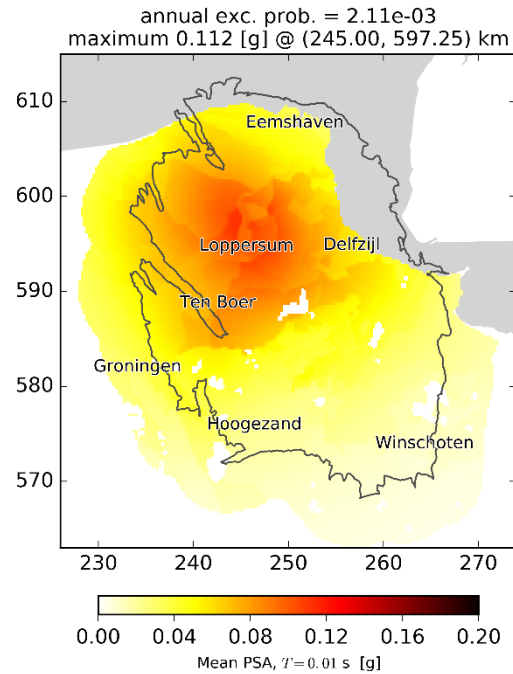 annual exc. prob. = 2.11e-03
maximum 0.112 [g] @ (245.00, 597.25) km
610
Eemshaven
600
Loppersum Delfzijl
590
Ten Boer
Groningen
580
Hoogezand
Winschoten
570
230 240 250 260 270
0.00 0.04 0.08 0.12 0.16 0.20
Mean PSA, T = 0.01 s [g]